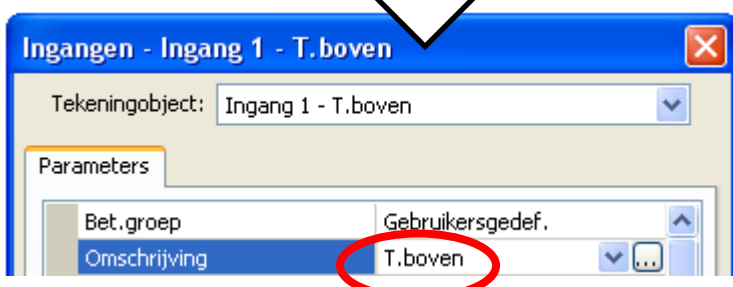 Ingangen - Ingang 1 - T.boven
Tekeningobject: Ingang 1 - T.boven
Parameters
Bet.groep Gebruikersgedef.
Omschrijving T.boven ...